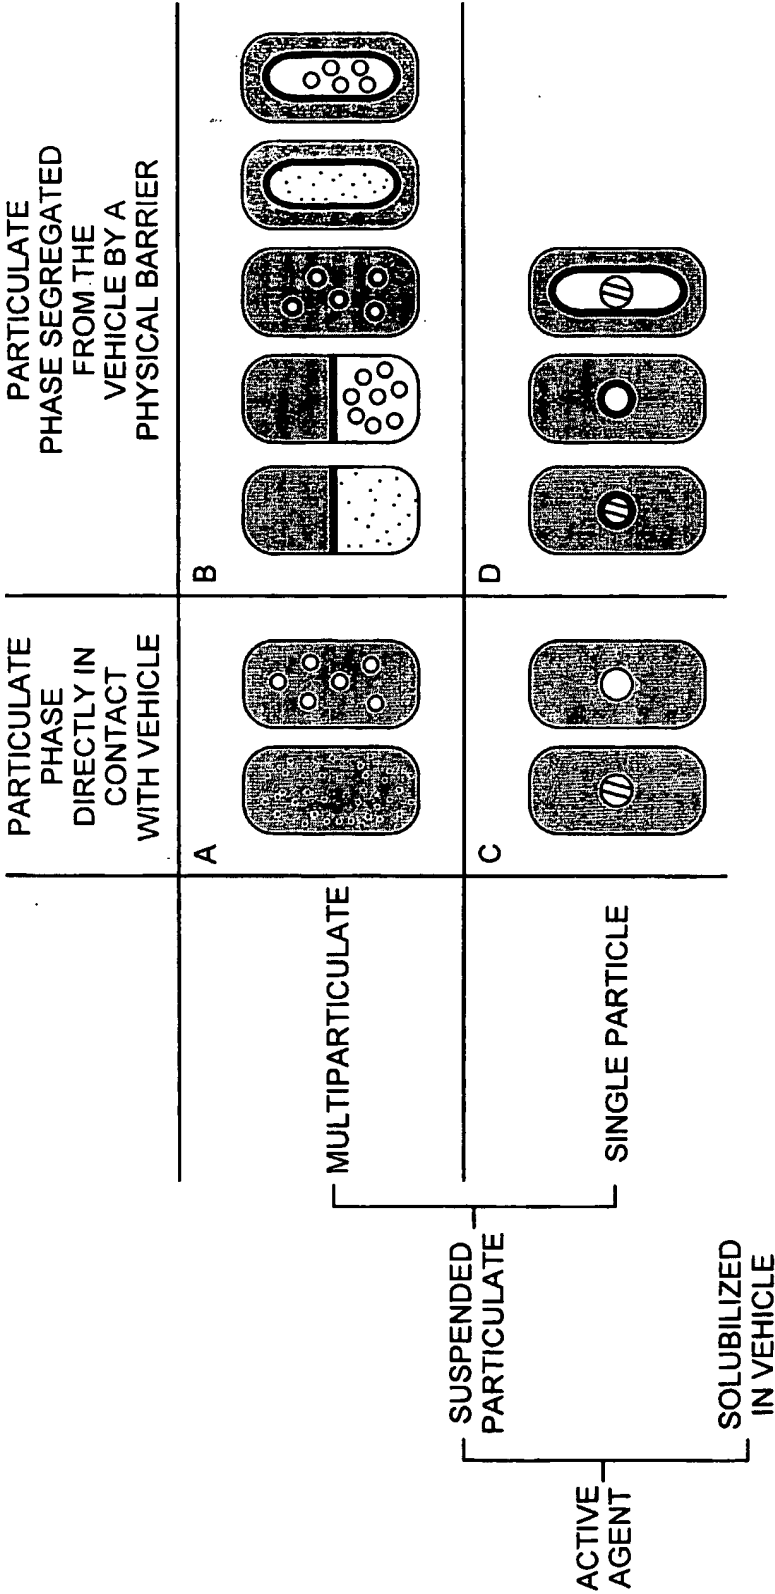 PARTICULATE
PHASE
DIRECTLY IN
CONTACT
WITH VEHICLE
PARTICULATE
PHASE SEGREGATED
FROM THE
VEHICLE BY A
PHYSICAL BARRIER
A
B
MULTIPARTICULATE
C
D
SINGLE PARTICLE
SUSPENDED
PARTICULATE
SOLUBILIZED
IN VEHICLE
ACTIVE
AGENT